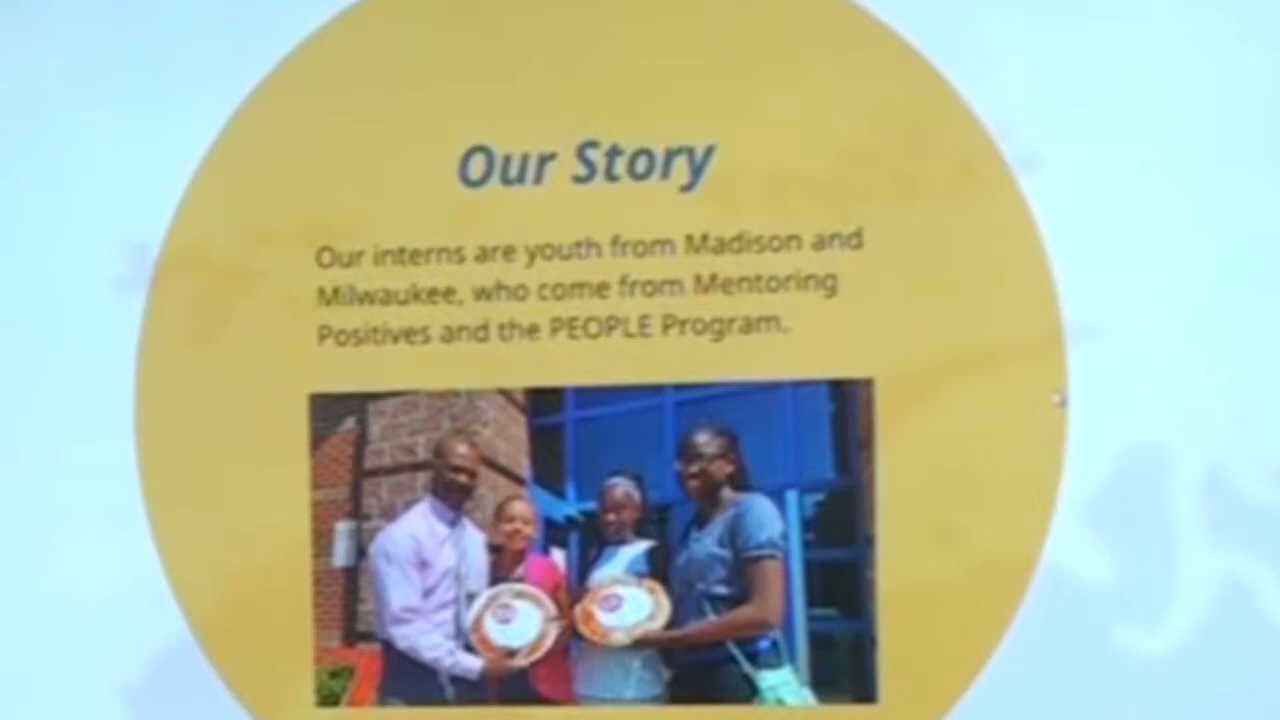 Our Story
Our interns are youth from Madison and
Milwaukee, who come from Mentoring
Positives and the PEOPLE Program.